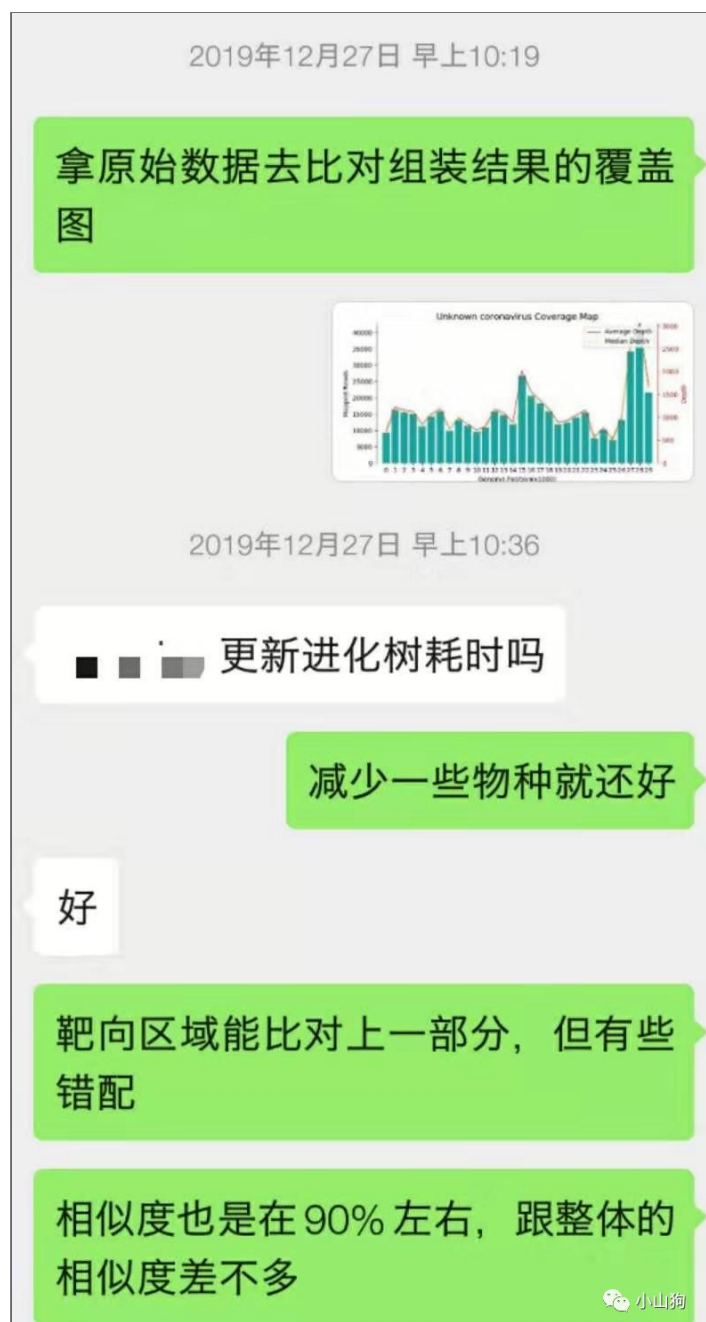 2019年12月27日 早上10:19
拿原始数据去比对组装结果的覆盖
图
Unknown coronavirus Coverage Map
Average Depth
Median Depth
2019年12月27日 早上10:36
更新进化树耗时吗
减少一些物种就还好
好
靶向区域能比对上一部分，但有些
错配
相似度也是在 90% 左右，跟整体的
相似度差不多
小山狗